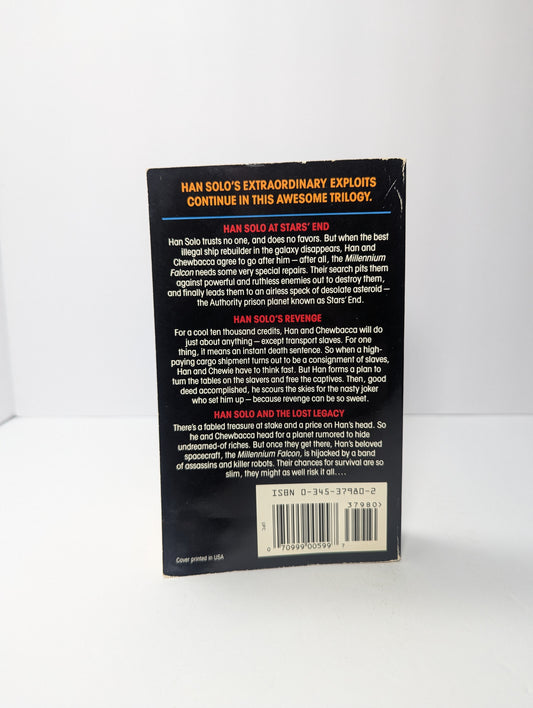 HAN SOLO'S EXTRAORDINARY EXPLOITS
CONTINUE IN THIS AWESOME TRILOGY.
HAN SOLO AT STARS' END
Han Solo trusts no one, and does no favors. But when the best
illegal ship rebuilder in the galaxy disappears, Han and
Chewbacca agree to go after him—after all, the Millennium
Falcon needs some very special repairs. Their search pits them
against powerful and ruthless enemies out to destroy them,
and finally leads them to an airless speck of desolate asteroid—
the Authority prison planet known as Stars' End.
HAN SOLO'S REVENGE
For a cool ten thousand credits, Han and Chewbacca will do
just about anything—except transport slaves. For one
thing, it means an instant death sentence. So when a high-
paying cargo shipment turns out to be a consignment of slaves,
Han and Chewie have to think fast. But Han forms a plan to
turn the tables on the slavers and free the captives. Then, good
deed accomplished, he scours the skies for the nasty joker
who set him up—because revenge can be so sweet.
HAN SOLO AND THE LOST LEGACY
There's a fabled treasure at stake and a price on Han's head. So
he and Chewbacca head for a planet rumored to hide
undreamed-of riches. But once they get there, Han's beloved
spacecraft, the Millennium Falcon, is hijacked by a band
of assassins and killer robots. Their chances for survival are so
slim, they might as well risk it all....
ISBN 0-345-37980-2
37980>
UPC
0 70999 00599 7
Cover printed in USA